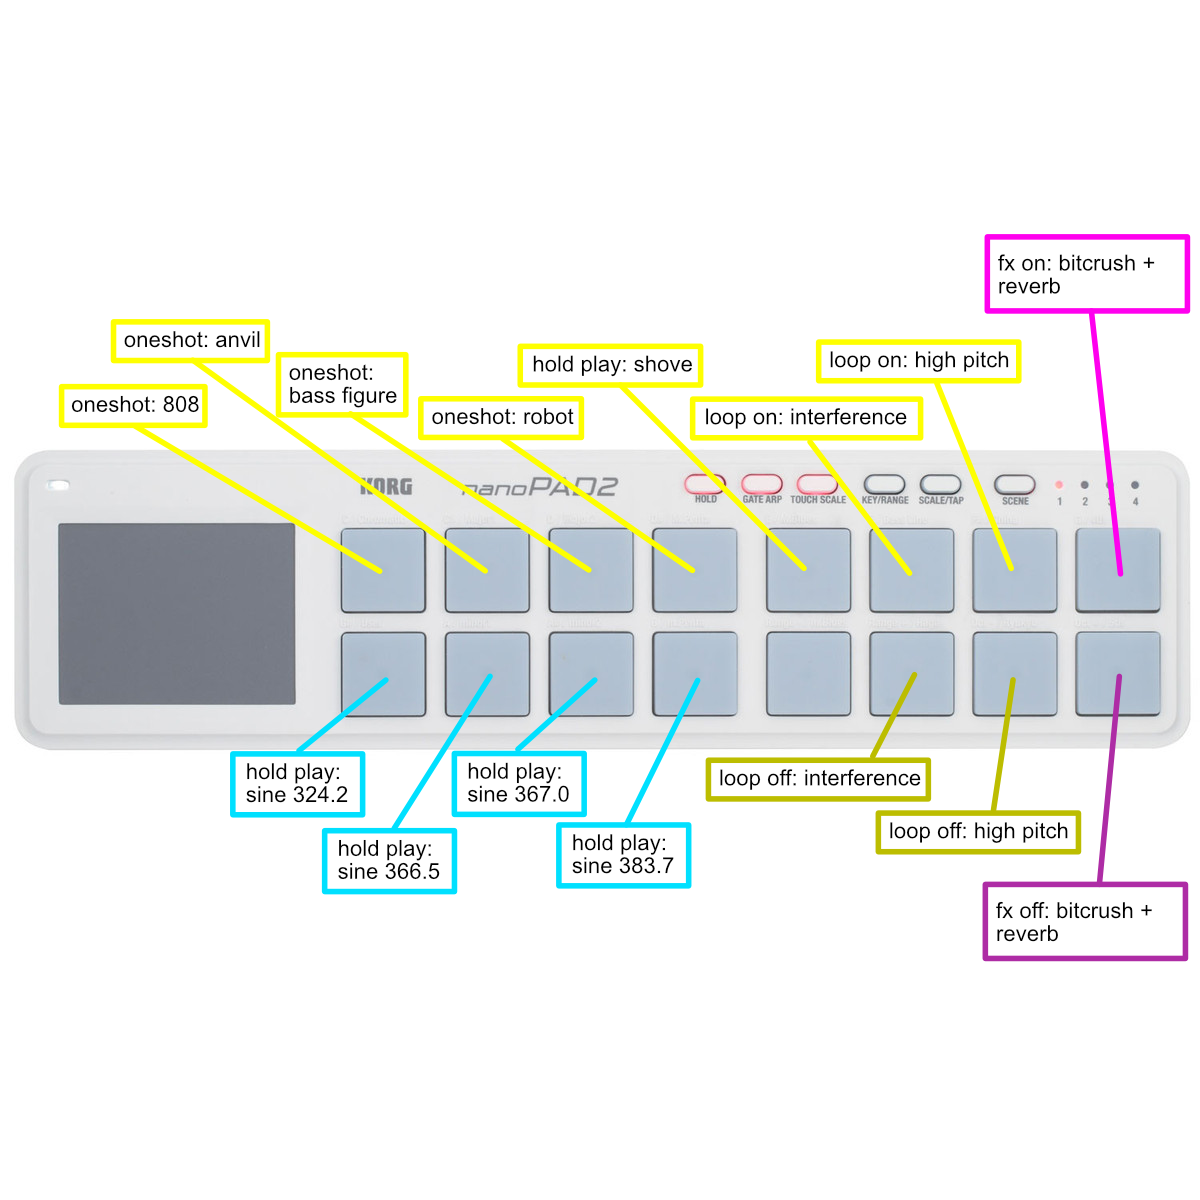 fx on: bitcrush +
reverb
oneshot: anvil
hold play: shove
loop on: high pitch
oneshot:
bass figure
oneshot: 808
oneshot: robot
loop on: interference
KORG
nanoPAD2
HOLD
GATE ARP
TOUCH SCALE
KEY/RANGE
SCALE/TAP
SCENE
1 2 3 4
hold play:
sine 324.2
hold play:
sine 367.0
loop off: interference
hold play:
sine 366.5
hold play:
sine 383.7
loop off: high pitch
fx off: bitcrush +
reverb